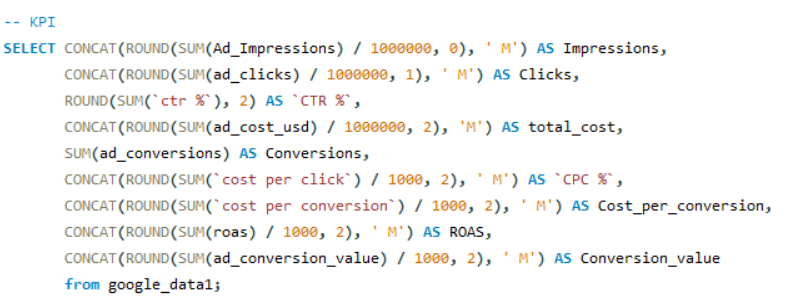 -- KPI
SELECT CONCAT(ROUND(SUM(Ad_Impressions) / 1000000, 0), ' M') AS Impressions,
CONCAT(ROUND(SUM(ad_clicks) / 1000000, 1), ' M') AS Clicks,
ROUND(SUM(`ctr %`), 2) AS `CTR %`,
CONCAT(ROUND(SUM(ad_cost_usd) / 1000000, 2), 'M') AS total_cost,
SUM(ad_conversions) AS Conversions,
CONCAT(ROUND(SUM(`cost per click`) / 1000, 2), ' M') AS `CPC %`,
CONCAT(ROUND(SUM(`cost per conversion`) / 1000, 2), ' M') AS Cost_per_conversion,
CONCAT(ROUND(SUM(roas) / 1000, 2), ' M') AS ROAS,
CONCAT(ROUND(SUM(ad_conversion_value) / 1000, 2), ' M') AS Conversion_value
from google_data1;